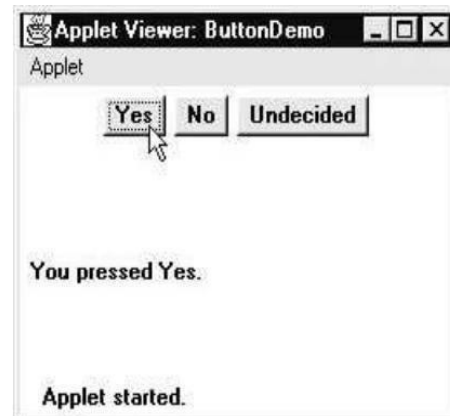 Applet Viewer: ButtonDemo
Applet
Yes No Undecided
You pressed Yes.
Applet started.